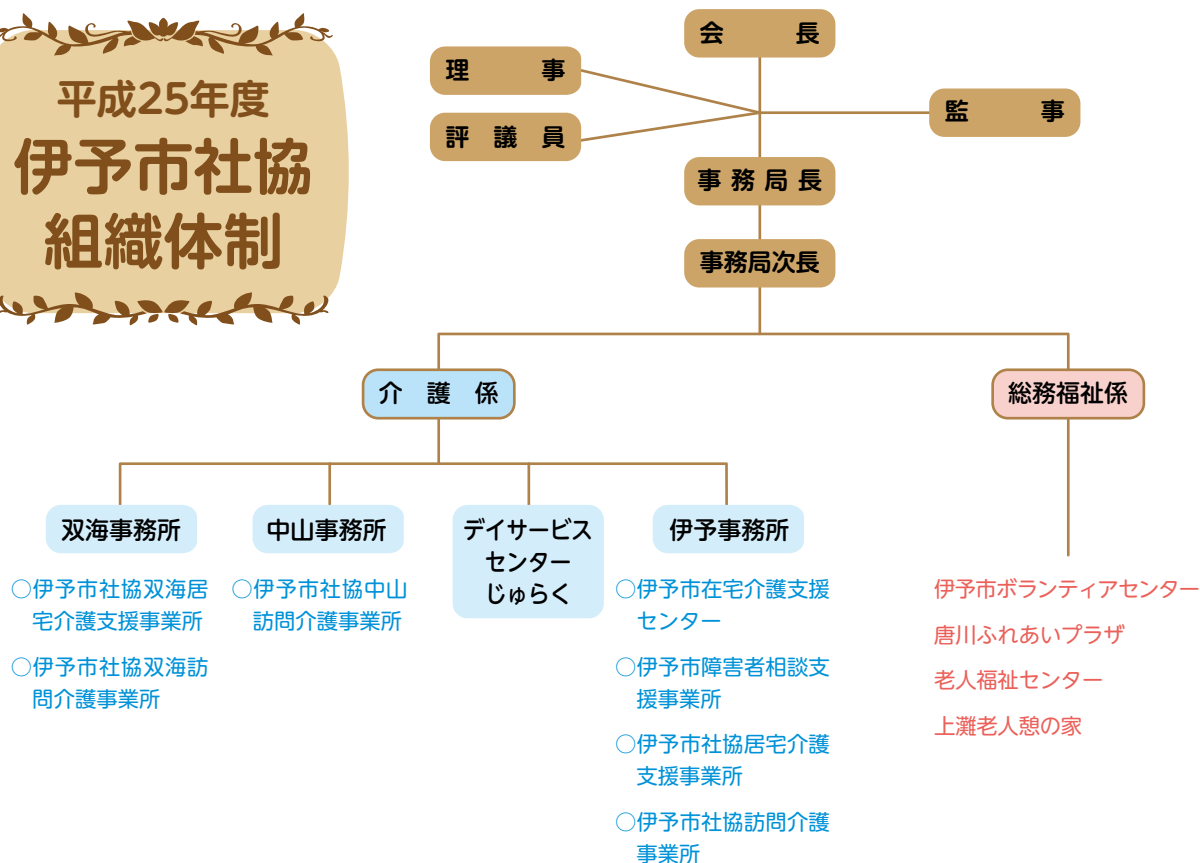 平成25年度
伊予市社協
組織体制
会長
理事
監事
評議員
事務局長
事務局次長
介護係
総務福祉係
双海事務所
○伊予市社協双海居
宅介護支援事業所
○伊予市社協双海訪
問介護事業所
中山事務所
○伊予市社協中山
訪問介護事業所
デイサービス
センター
じゅらく
伊予事務所
○伊予市在宅介護支援
センター
○伊予市障害者相談支
援事業所
○伊予市社協居宅介護
支援事業所
○伊予市社協訪問介護
事業所
伊予市ボランティアセンター
唐川ふれあいプラザ
老人福祉センター
上灘老人憩の家